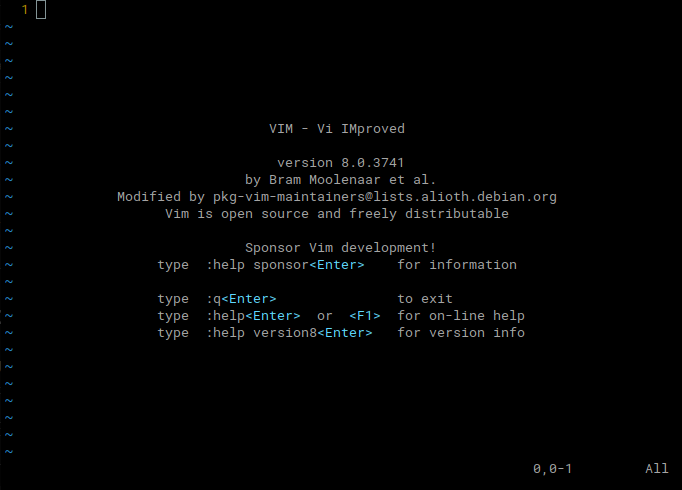 1
~
~
~
~
~
~
~ VIM - Vi IMproved
~
~ version 8.0.3741
~ by Bram Moolenaar et al.
~ Modified by pkg-vim-maintainers@lists.alioth.debian.org
~ Vim is open source and freely distributable
~
~ Sponsor Vim development!
~ type :help sponsor<Enter> for information
~
~ type :q<Enter> to exit
~ type :help<Enter> or <F1> for on-line help
~ type :help version8<Enter> for version info
~
~
~
~
~
~
~
0,0-1 All